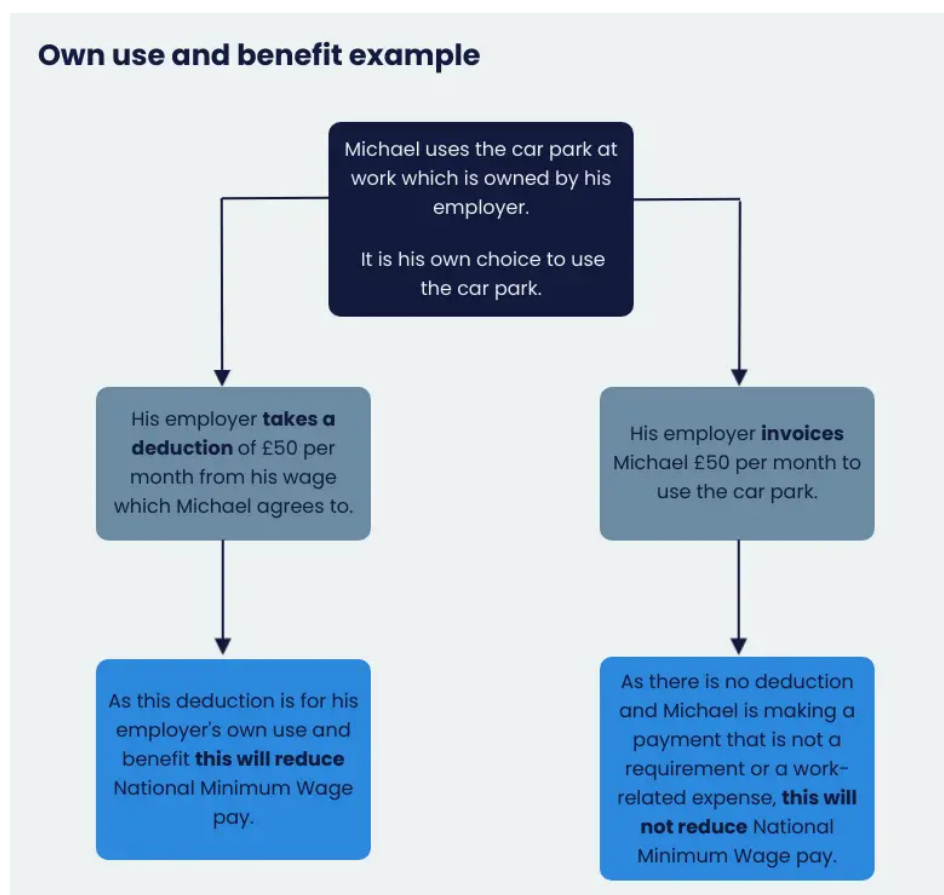 Own use and benefit example
Michael uses the car park at
work which is owned by his
employer.
It is his own choice to use
the car park.
His employer takes a
deduction of £50 per
month from his wage
which Michael agrees to.
His employer invoices
Michael £50 per month to
use the car park.
As this deduction is for his
employer's own use and
benefit this will reduce
National Minimum Wage
pay.
As there is no deduction
and Michael is making a
payment that is not a
requirement or a work-
related expense, this will
not reduce National
Minimum Wage pay.